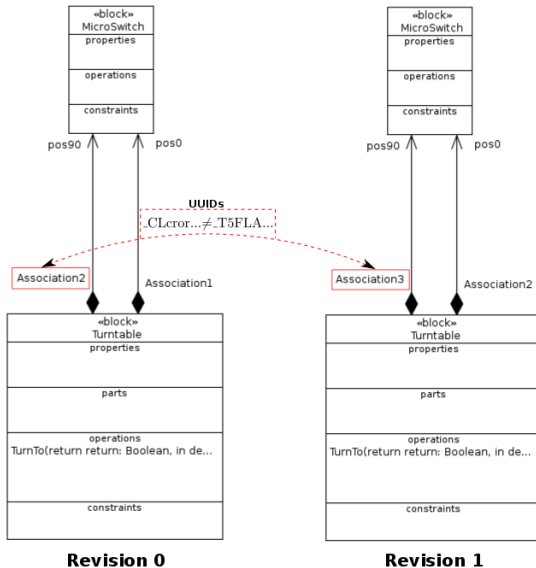 «block»
MicroSwitch
properties
operations
constraints
pos90
pos0
«block»
MicroSwitch
properties
operations
constraints
pos90
pos0
UUIDs
_CLcror...≠_T5FLA...
Association2
Association1
Association3
Association2
«block»
Turntable
properties
parts
operations
TurnTo(return return: Boolean, in de...
constraints
«block»
Turntable
properties
parts
operations
TurnTo(return return: Boolean, in de...
constraints
Revision 0
Revision 1